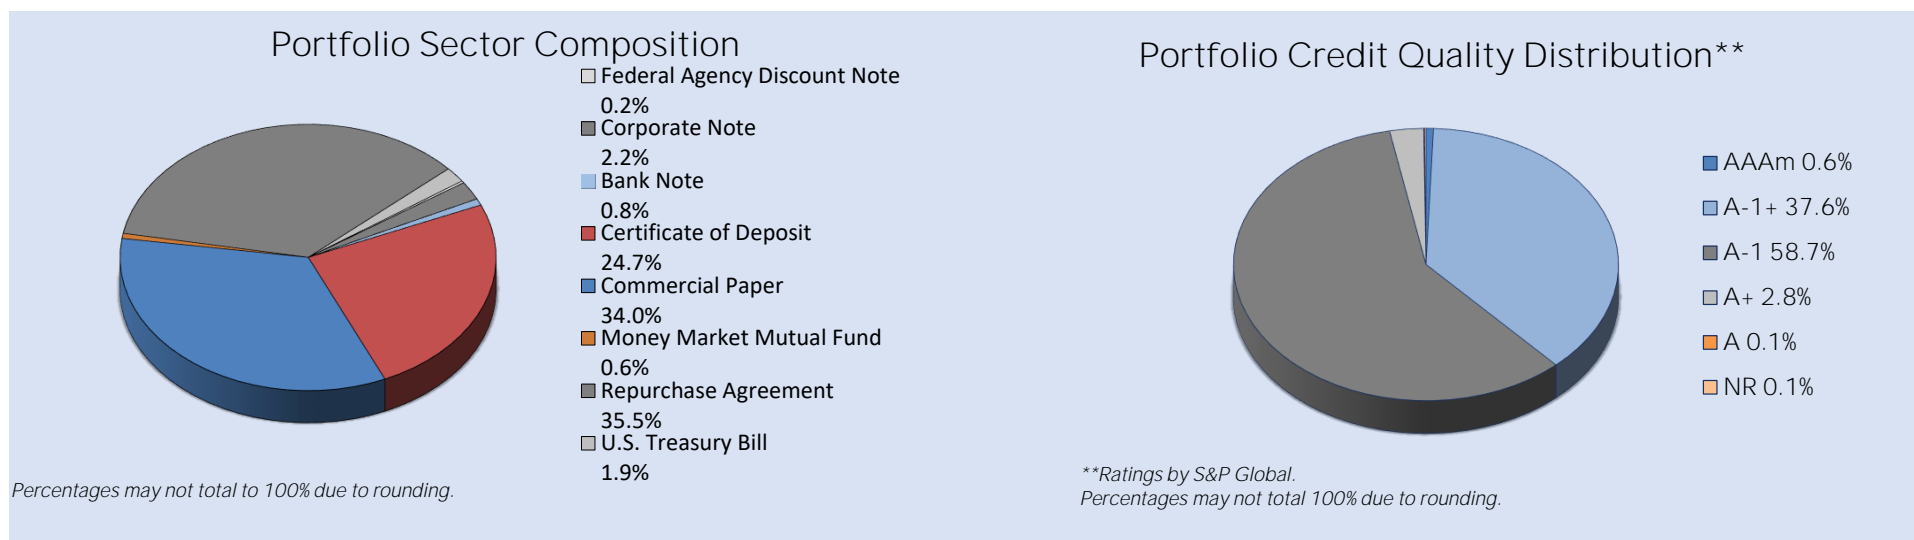 Portfolio Sector Composition
Federal Agency Discount Note
0.2%
Corporate Note
2.2%
Bank Note
0.8%
Certificate of Deposit
24.7%
Commercial Paper
34.0%
Money Market Mutual Fund
0.6%
Repurchase Agreement
35.5%
U.S. Treasury Bill
1.9%
Percentages may not total to 100% due to rounding.
Portfolio Credit Quality Distribution**
AAAm 0.6%
A-1+ 37.6%
A-1 58.7%
A+ 2.8%
A 0.1%
NR 0.1%
**Ratings by S&P Global.
Percentages may not total 100% due to rounding.